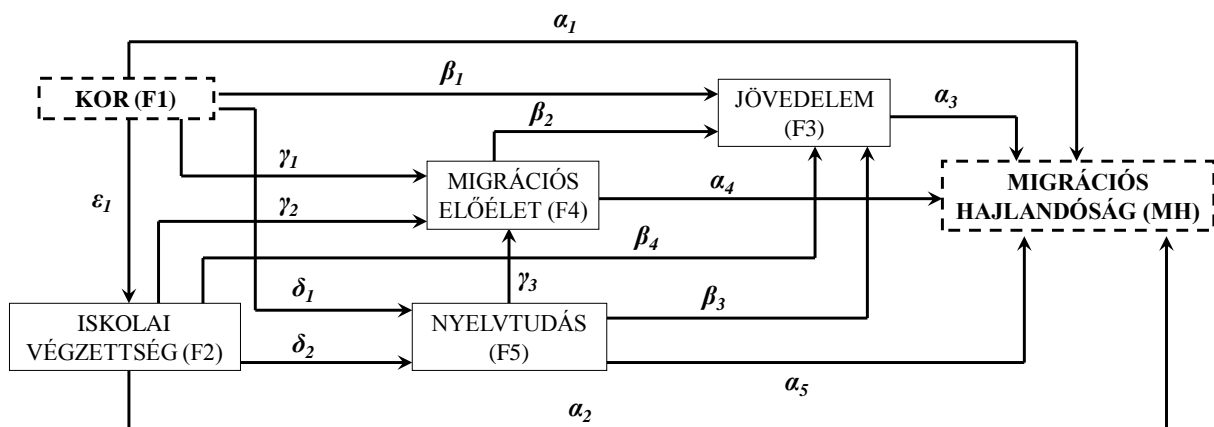 α₁
KOR (F1)
β₁
JÖVEDELEM
(F3)
α₃
β₂
γ₁
MIGRÁCIÓS
ELŐÉLET (F4)
α₄
MIGRÁCIÓS
HAJLANDÓSÁG (MH)
ε₁
γ₂
β₄
γ₃
δ₁
β₃
ISKOLAI
VÉGZETTSÉG (F2)
δ₂
NYELVTUDÁS
(F5)
α₅
α₂